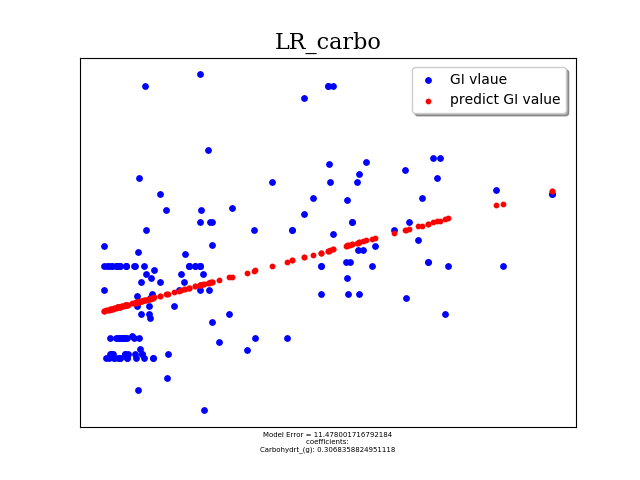 LR_carbo
GI vlaue
predict GI value
Model Error = 11.478001716792184
coefficients:
Carbohydrt_(g): 0.3068358824951118